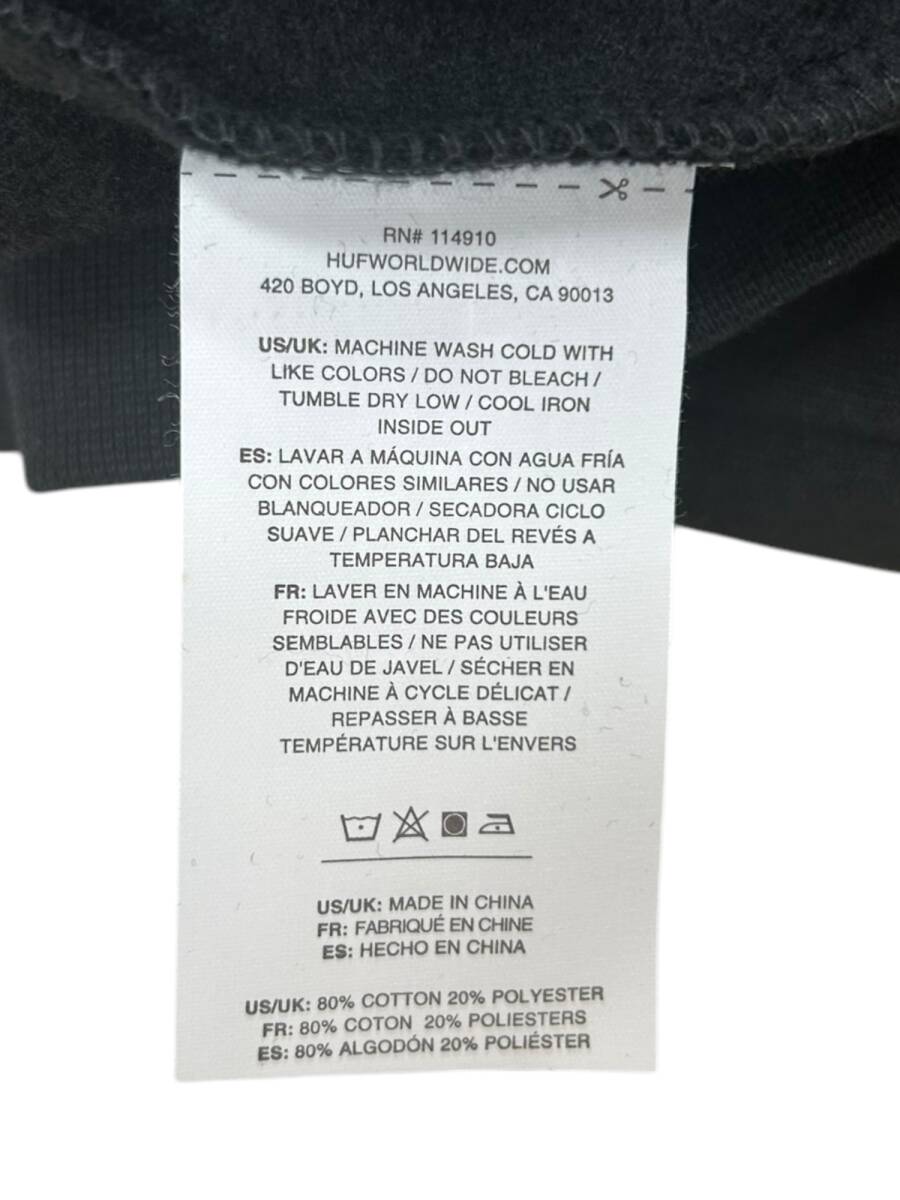 RN# 114910
HUFWORLDWIDE.COM
420 BOYD, LOS ANGELES, CA 90013
US/UK: MACHINE WASH COLD WITH
LIKE COLORS / DO NOT BLEACH /
TUMBLE DRY LOW / COOL IRON
INSIDE OUT
ES: LAVAR A MÁQUINA CON AGUA FRÍA
CON COLORES SIMILARES / NO USAR
BLANQUEADOR / SECADORA CICLO
SUAVE / PLANCHAR DEL REVÉS A
TEMPERATURA BAJA
FR: LAVER EN MACHINE À L'EAU
FROIDE AVEC DES COULEURS
SEMBLABLES / NE PAS UTILISER
D'EAU DE JAVEL / SÉCHER EN
MACHINE À CYCLE DÉLICAT /
REPASSER À BASSE
TEMPÉRATURE SUR L'ENVERS
US/UK: MADE IN CHINA
FR: FABRIQUÉ EN CHINE
ES: HECHO EN CHINA
US/UK: 80% COTTON 20% POLYESTER
FR: 80% COTON 20% POLIESTERS
ES: 80% ALGODÓN 20% POLIÉSTER